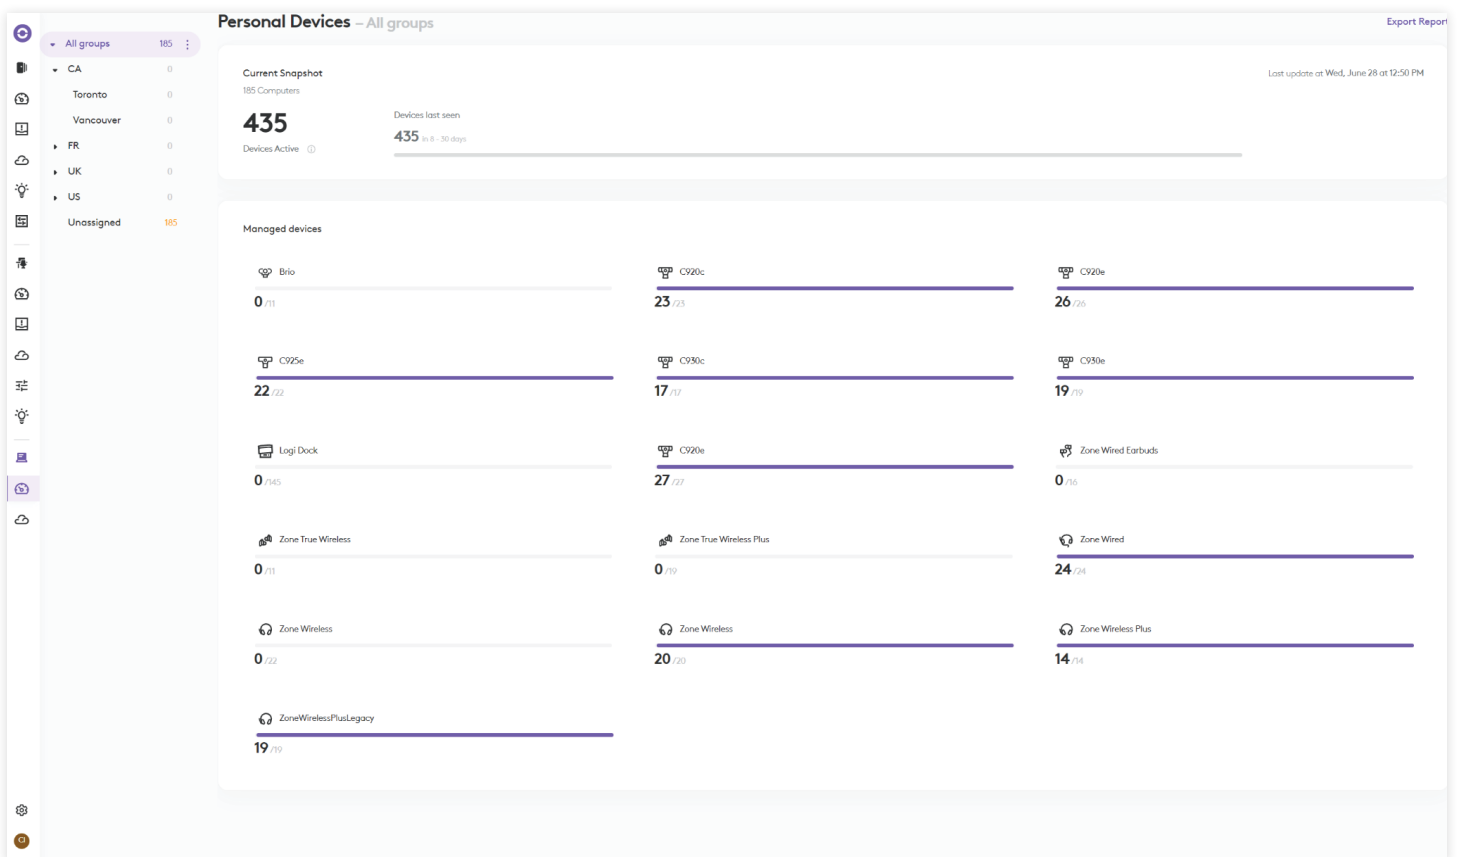 Personal Devices – All groups
Export Report
All groups 185
CA 0
Toronto 0
Vancouver 0
FR 0
UK 0
US 0
Unassigned 185
Current Snapshot
Last update at Wed, June 28 at 12:50 PM
185 Computers
435
Devices Active
Devices last seen
435 In 8 - 30 days
Managed devices
Brio
0 /11
C920c
23 /23
C920e
26 /26
C925e
22 /22
C930c
17 /17
C930e
19 /19
Logi Dock
0 /145
C920e
27 /27
Zone Wired Earbuds
0 /16
Zone True Wireless
0 /11
Zone True Wireless Plus
0 /19
Zone Wired
24 /24
Zone Wireless
0 /22
Zone Wireless
20 /20
Zone Wireless Plus
14 /14
ZoneWirelessPlusLegacy
19 /19
CI